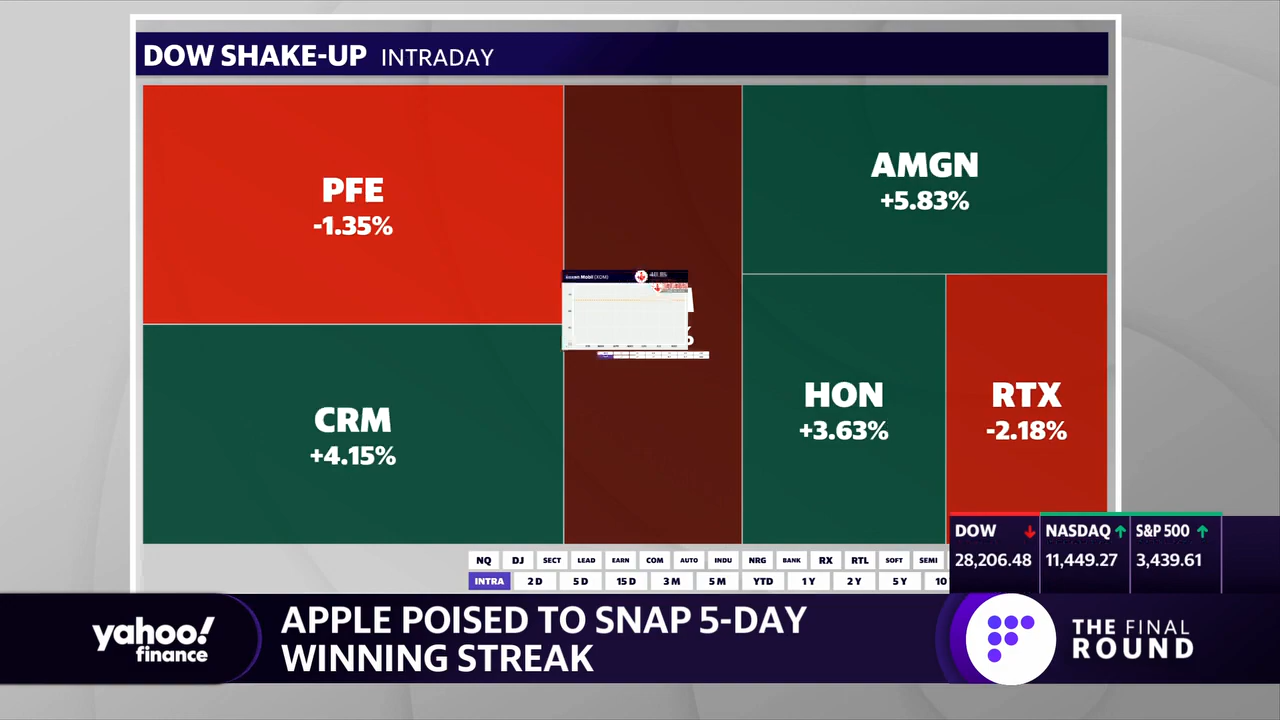 DOW SHAKE-UP INTRADAY
PFE
-1.35%
CRM
+4.15%
Exxon Mobil (XOM)
AMGN
+5.83%
HON
+3.63%
RTX
-2.18%
NQ DJ SECT LEAD EARN COM AUTO INDU NRG BANK RX RTL SOFT SEMI
INTRA 2 D 5 D 15 D 3 M 5 M YTD 1 Y 2 Y 5 Y 10
DOW NASDAQ S&P 500
28,206.48 11,449.27 3,439.61
yahoo!
finance
APPLE POISED TO SNAP 5-DAY
WINNING STREAK
THE FINAL
ROUND